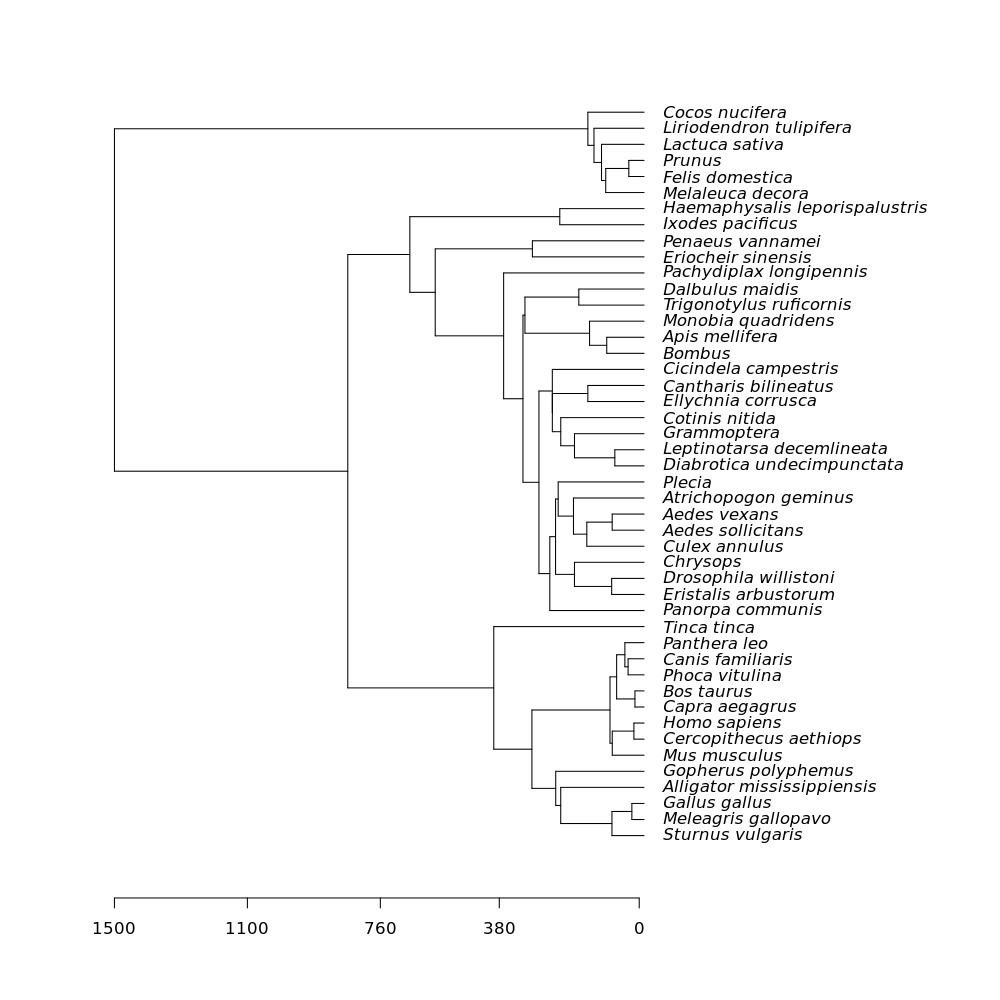 Cocos nucifera
Liriodendron tulipifera
Lactuca sativa
Prunus
Felis domestica
Melaleuca decora
Haemaphysalis leporispalustris
Ixodes pacificus
Penaeus vannamei
Eriocheir sinensis
Pachydiplax longipennis
Dalbulus maidis
Trigonotylus ruficornis
Monobia quadridens
Apis mellifera
Bombus
Cicindela campestris
Cantharis bilineatus
Ellychnia corrusca
Cotinis nitida
Grammoptera
Leptinotarsa decemlineata
Diabrotica undecimpunctata
Plecia
Atrichopogon geminus
Aedes vexans
Aedes sollicitans
Culex annulus
Chrysops
Drosophila willistoni
Eristalis arbustorum
Panorpa communis
Tinca tinca
Panthera leo
Canis familiaris
Phoca vitulina
Bos taurus
Capra aegagrus
Homo sapiens
Cercopithecus aethiops
Mus musculus
Gopherus polyphemus
Alligator mississippiensis
Gallus gallus
Meleagris gallopavo
Sturnus vulgaris
1500 1100 760 380 0